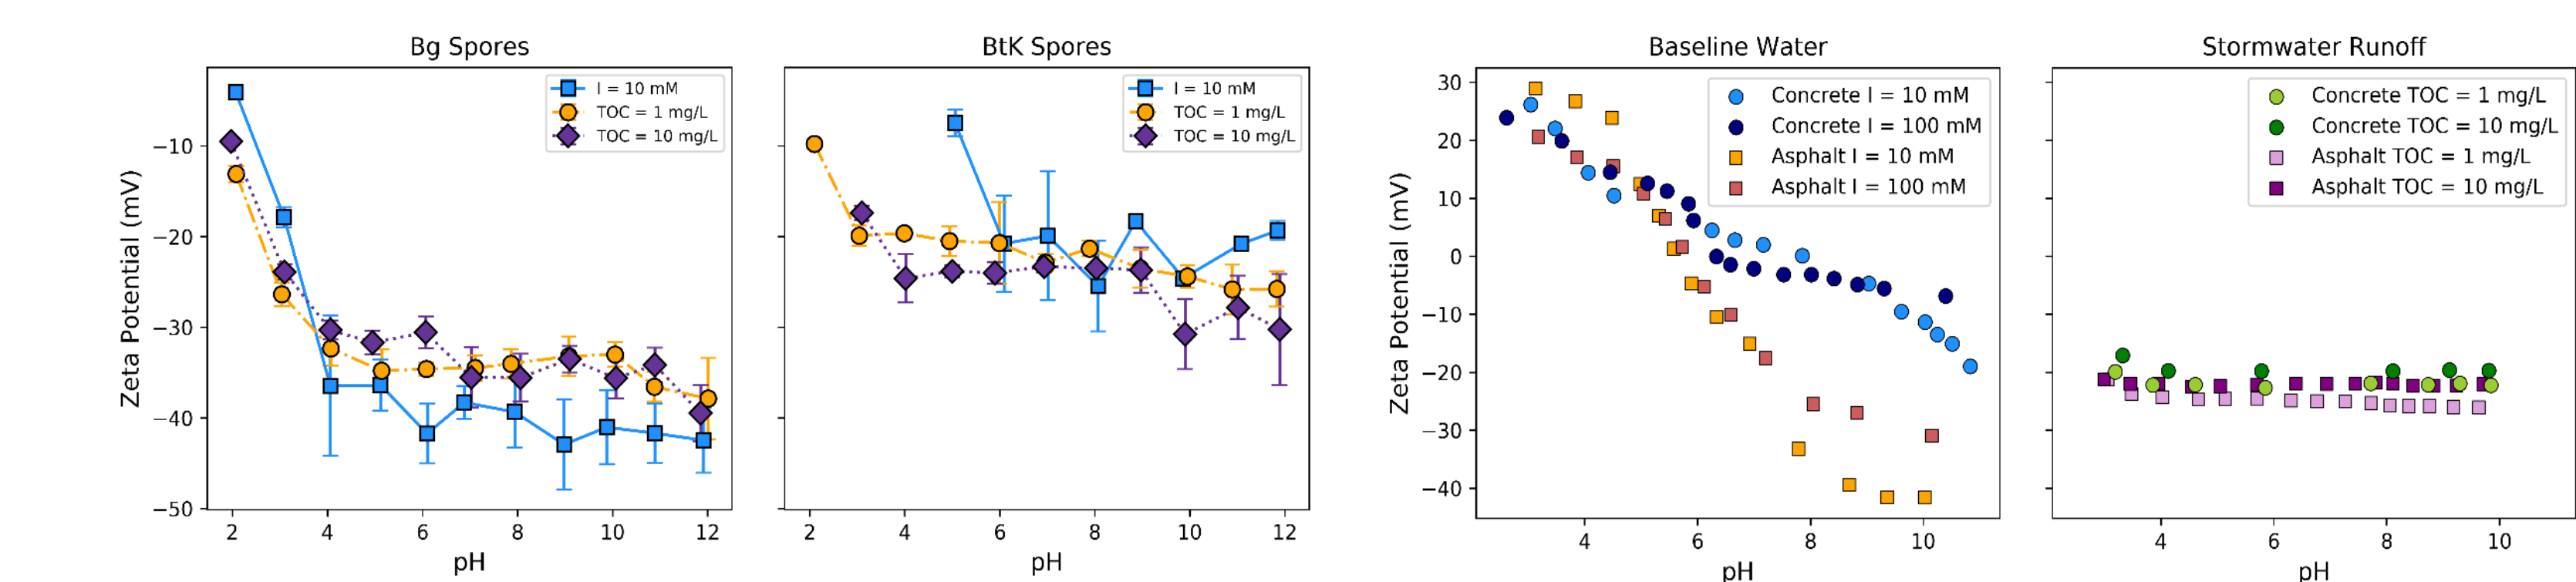 Bg Spores
I = 10 mM
TOC = 1 mg/L
TOC = 10 mg/L
Zeta Potential (mV)
−10
−20
−30
−40
−50
2 4 6 8 10 12
pH
BtK Spores
I = 10 mM
TOC = 1 mg/L
TOC = 10 mg/L
2 4 6 8 10 12
pH
Baseline Water
Concrete I = 10 mM
Concrete I = 100 mM
Asphalt I = 10 mM
Asphalt I = 100 mM
Zeta Potential (mV)
30
20
10
0
−10
−20
−30
−40
4 6 8 10
pH
Stormwater Runoff
Concrete TOC = 1 mg/L
Concrete TOC = 10 mg/L
Asphalt TOC = 1 mg/L
Asphalt TOC = 10 mg/L
4 6 8 10
pH